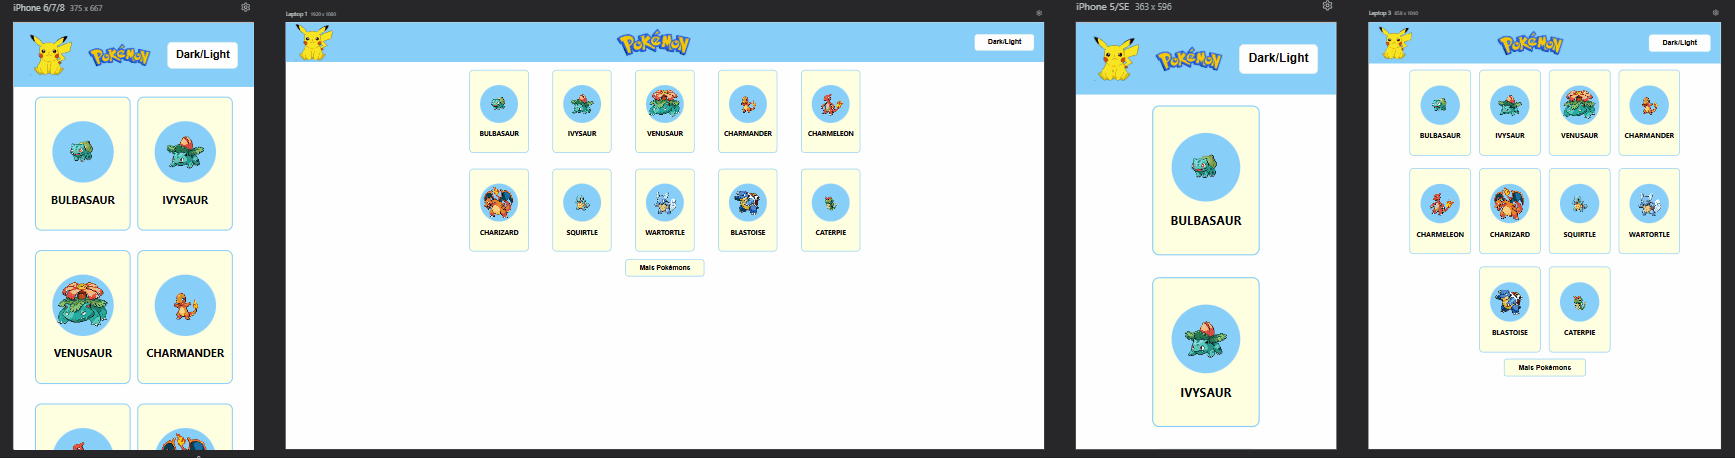 iPhone 6/7/8 375 x 667
POKéMON
Dark/Light
BULBASAUR IVYSAUR
VENUSAUR CHARMANDER
Laptop 1 1920 x 1080
POKéMON
Dark/Light
BULBASAUR IVYSAUR VENUSAUR CHARMANDER CHARMELEON
CHARIZARD SQUIRTLE WARTORTLE BLASTOISE CATERPIE
Mais Pokémons
iPhone 5/SE 363 x 596
POKéMON
Dark/Light
BULBASAUR
IVYSAUR
Laptop 3
POKéMON
Dark/Light
BULBASAUR IVYSAUR VENUSAUR CHARMANDER
CHARMELEON CHARIZARD SQUIRTLE WARTORTLE
BLASTOISE CATERPIE
Mais Pokémons